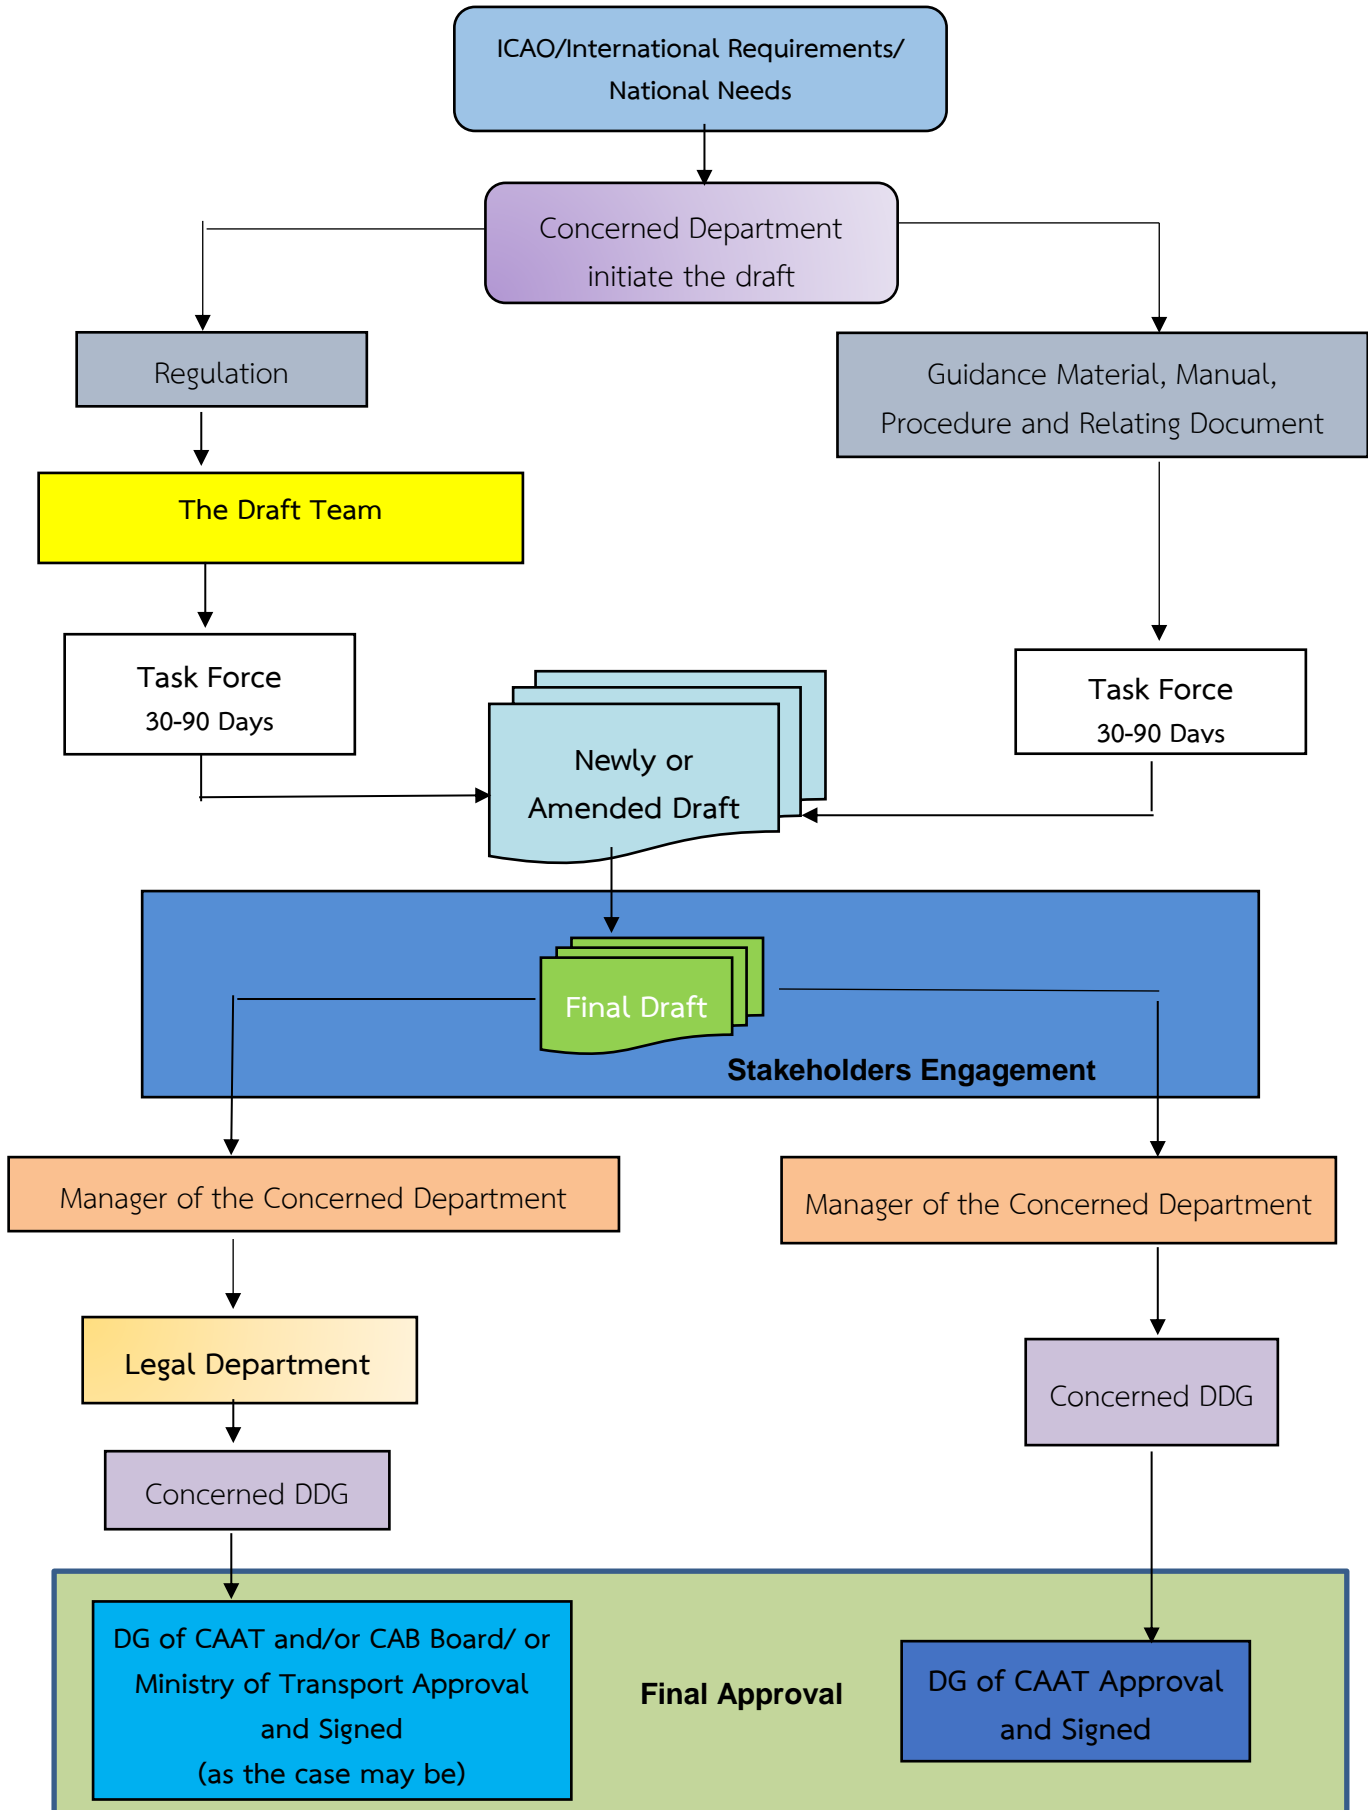 ICAO/International Requirements/
National Needs
Concerned Department
initiate the draft
Regulation
Guidance Material, Manual,
Procedure and Relating Document
The Draft Team
Task Force
30-90 Days
Task Force
30-90 Days
Newly or
Amended Draft
Final Draft
Stakeholders Engagement
Manager of the Concerned Department
Manager of the Concerned Department
Legal Department
Concerned DDG
Concerned DDG
DG of CAAT and/or CAB Board/ or
Ministry of Transport Approval
and Signed
(as the case may be)
Final Approval
DG of CAAT Approval
and Signed